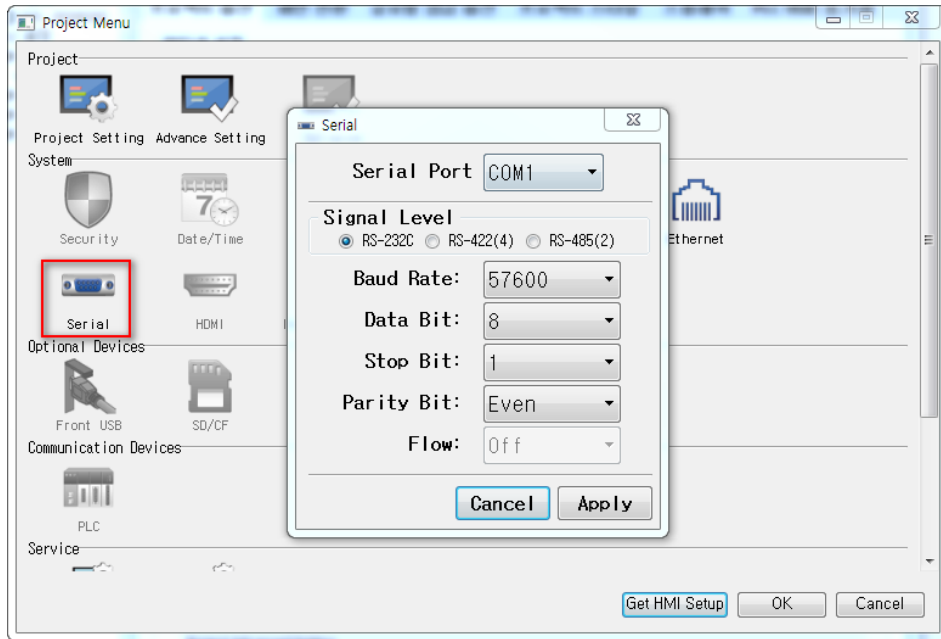 Project Menu
Project
Project Setting
Advance Setting
System
Security
Date/Time
Ethernet
Serial
HDMI
Optional Devices
Front USB
SD/CF
Communication Devices
PLC
Service
Get HMI Setup
OK
Cancel
Serial
Serial Port COM1
Signal Level
RS-232C RS-422(4) RS-485(2)
Baud Rate: 57600
Data Bit: 8
Stop Bit: 1
Parity Bit: Even
Flow: Off
Cancel Apply
7